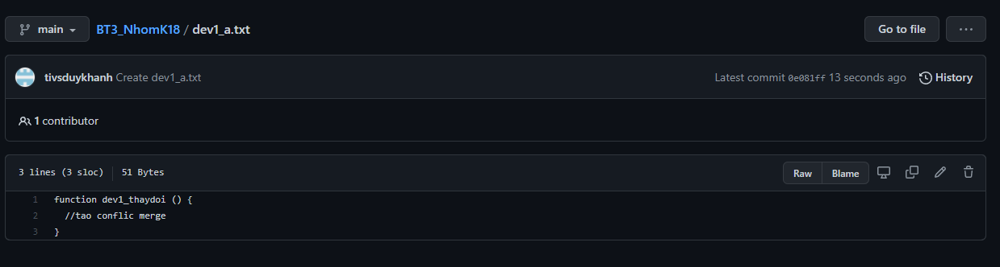 main BT3_NhomK18 / dev1_a.txt Go to file ...
tivsduykhanh Create dev1_a.txt Latest commit 0e081ff 13 seconds ago History
1 contributor
3 lines (3 sloc) 51 Bytes Raw Blame
1 function dev1_thaydoi () {
2 //tao conflic merge
3 }